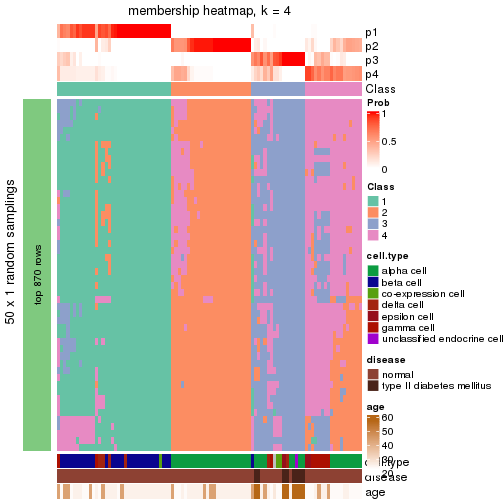 membership heatmap, k = 4
p1
p2
p3
p4
Class
50 x 1 random samplings
top 870 rows
Prob
1
0.5
0
Class
1
2
3
4
cell.type
alpha cell
beta cell
co-expression cell
delta cell
epsilon cell
gamma cell
unclassified endocrine cell
disease
normal
type II diabetes mellitus
age
60
50
40
30
20
cell.type
disease
age